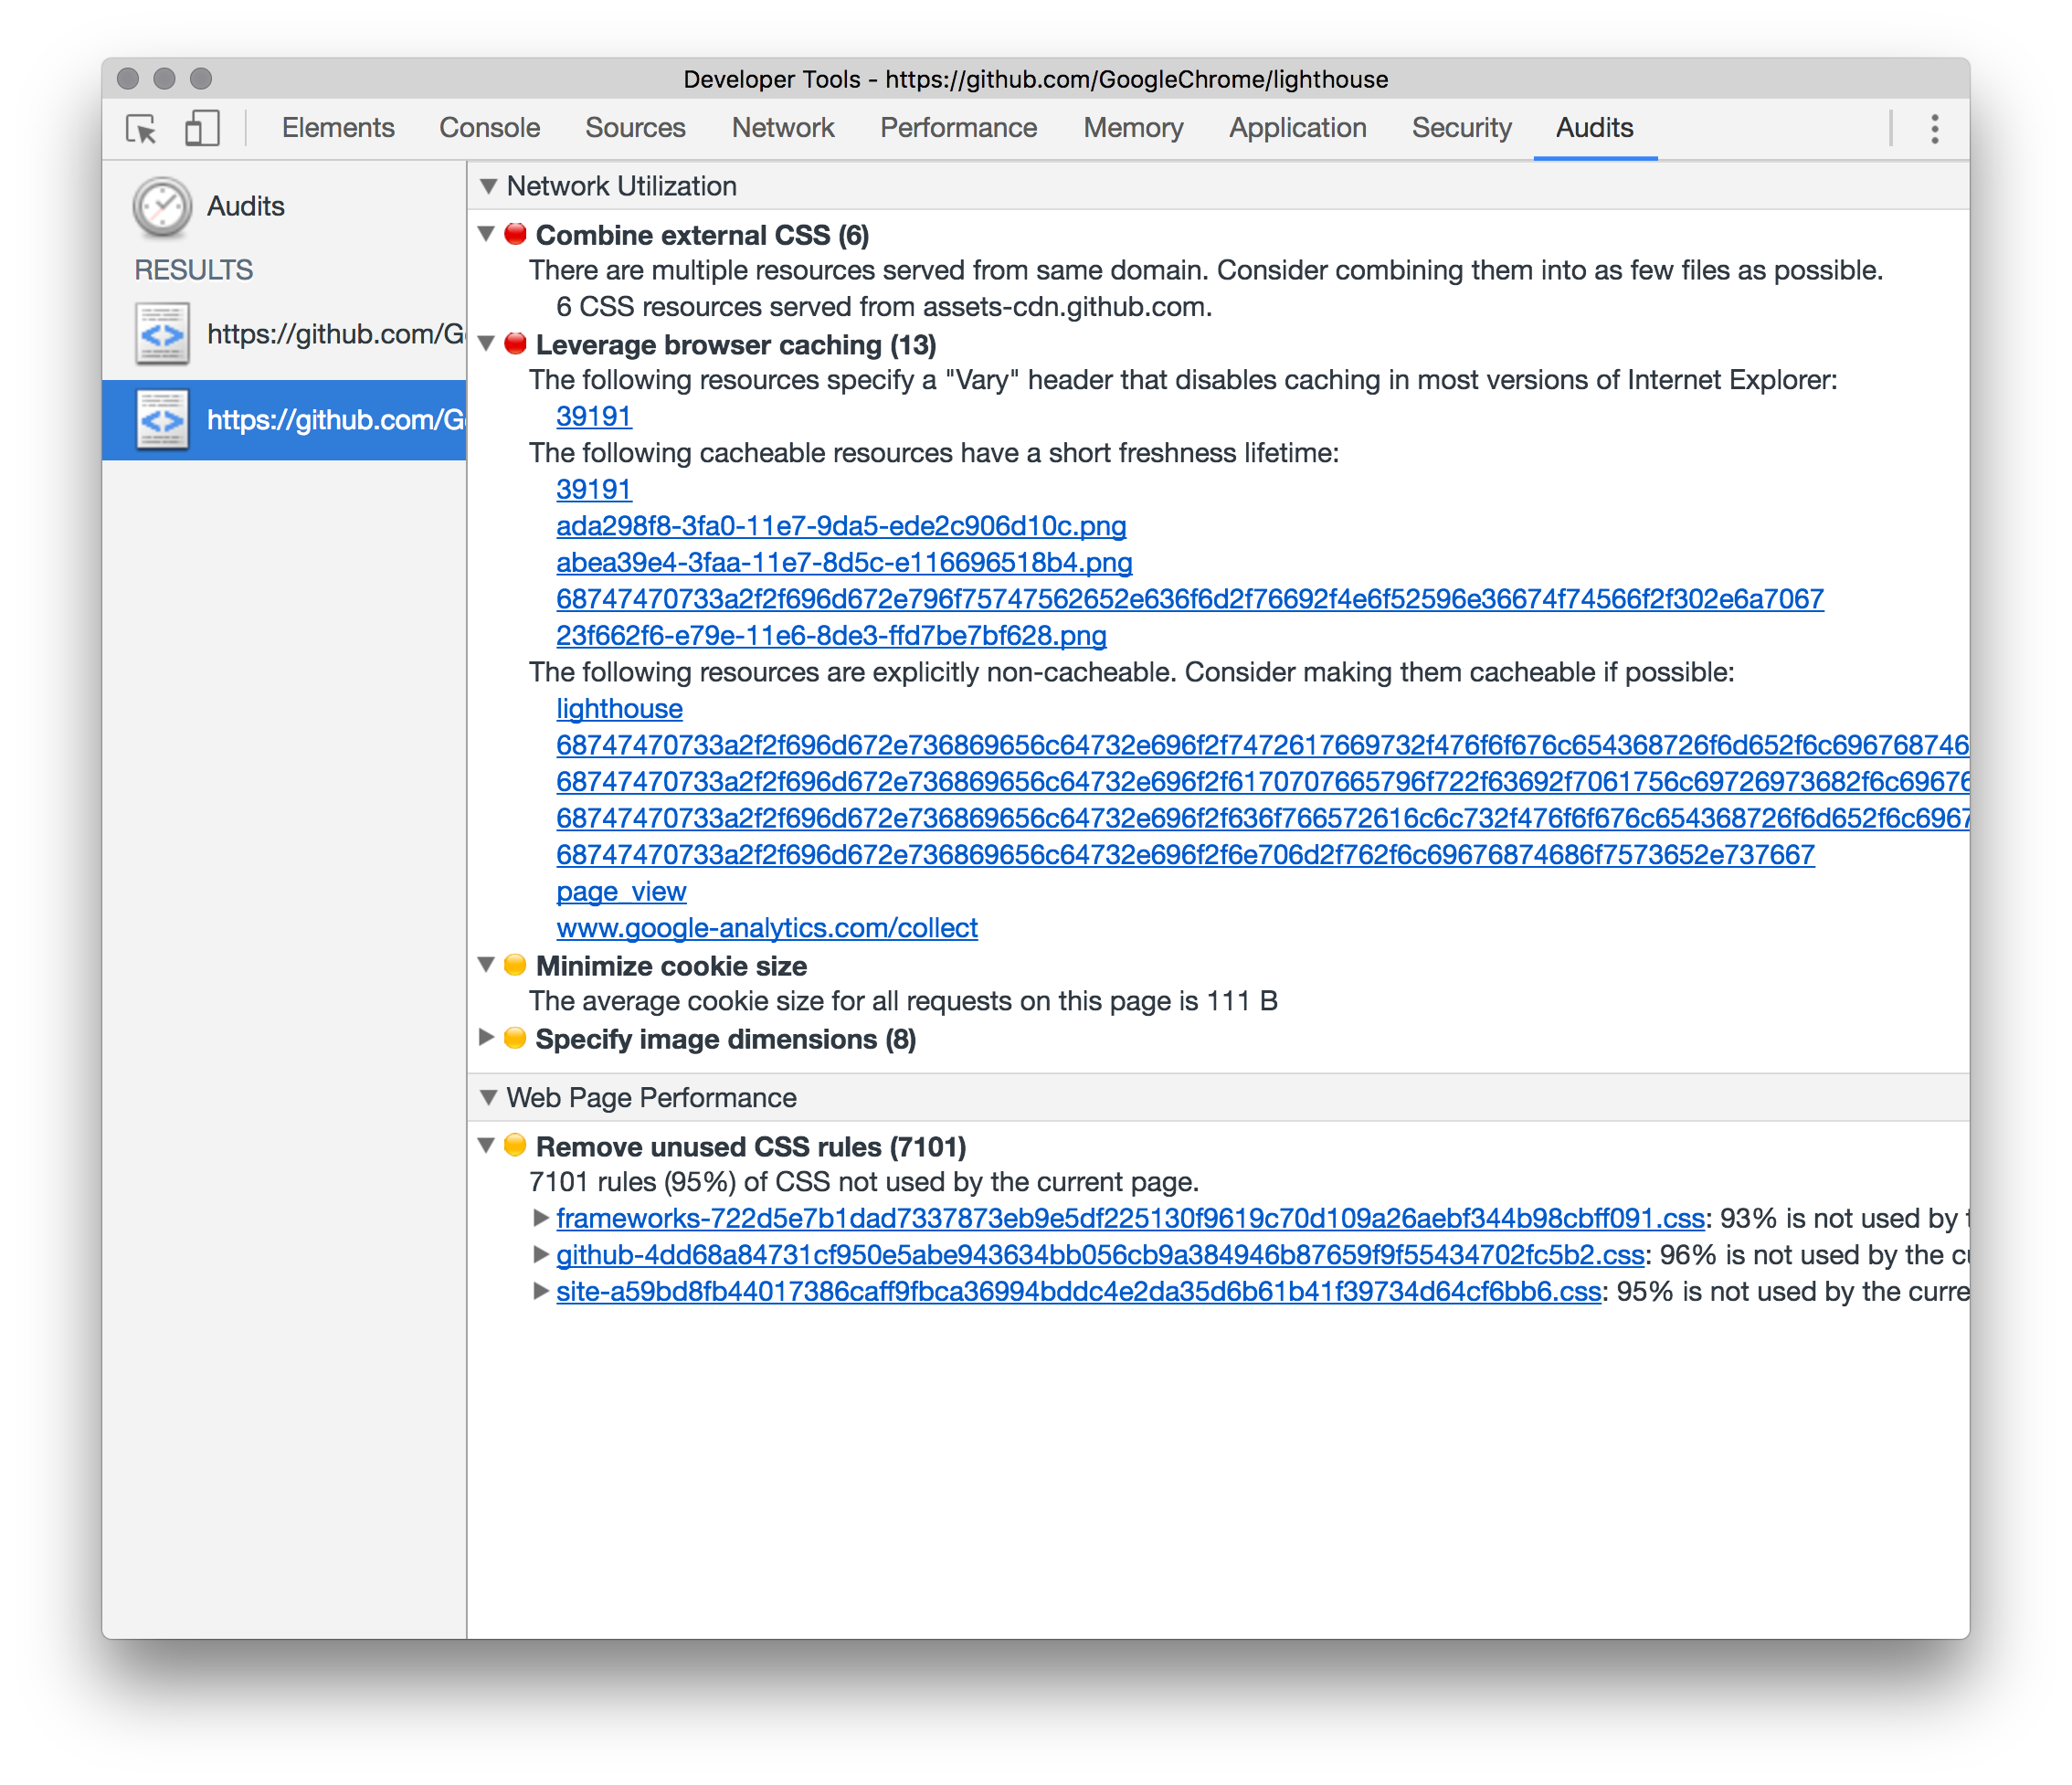 Developer Tools - https://github.com/GoogleChrome/lighthouse
Elements Console Sources Network Performance Memory Application Security Audits
Audits
RESULTS
https://github.com/G
https://github.com/G
Network Utilization
Combine external CSS (6)
There are multiple resources served from same domain. Consider combining them into as few files as possible.
6 CSS resources served from assets-cdn.github.com.
Leverage browser caching (13)
The following resources specify a "Vary" header that disables caching in most versions of Internet Explorer:
39191
The following cacheable resources have a short freshness lifetime:
39191
ada298f8-3fa0-11e7-9da5-ede2c906d10c.png
abea39e4-3faa-11e7-8d5c-e116696518b4.png
68747470733a2f2f696d672e796f75747562652e636f6d2f76692f4e6f52596e36674f74566f2f302e6a7067
23f662f6-e79e-11e6-8de3-ffd7be7bf628.png
The following resources are explicitly non-cacheable. Consider making them cacheable if possible:
lighthouse
68747470733a2f2f696d672e736869656c64732e696f2f7472617669732f476f6f676c654368726f6d652f6c696768746
68747470733a2f2f696d672e736869656c64732e696f2f6170707665796f722f63692f7061756c69726973682f6c69676
68747470733a2f2f696d672e736869656c64732e696f2f636f766572616c6c732f476f6f676c654368726f6d652f6c6967
68747470733a2f2f696d672e736869656c64732e696f2f6e706d2f762f6c69676874686f7573652e737667
page_view
www.google-analytics.com/collect
Minimize cookie size
The average cookie size for all requests on this page is 111 B
Specify image dimensions (8)
Web Page Performance
Remove unused CSS rules (7101)
7101 rules (95%) of CSS not used by the current page.
frameworks-722d5e7b1dad7337873eb9e5df225130f9619c70d109a26aebf344b98cbff091.css: 93% is not used by
github-4dd68a84731cf950e5abe943634bb056cb9a384946b87659f9f55434702fc5b2.css: 96% is not used by the
site-a59bd8fb44017386caff9fbca36994bddc4e2da35d6b61b41f39734d64cf6bb6.css: 95% is not used by the curre